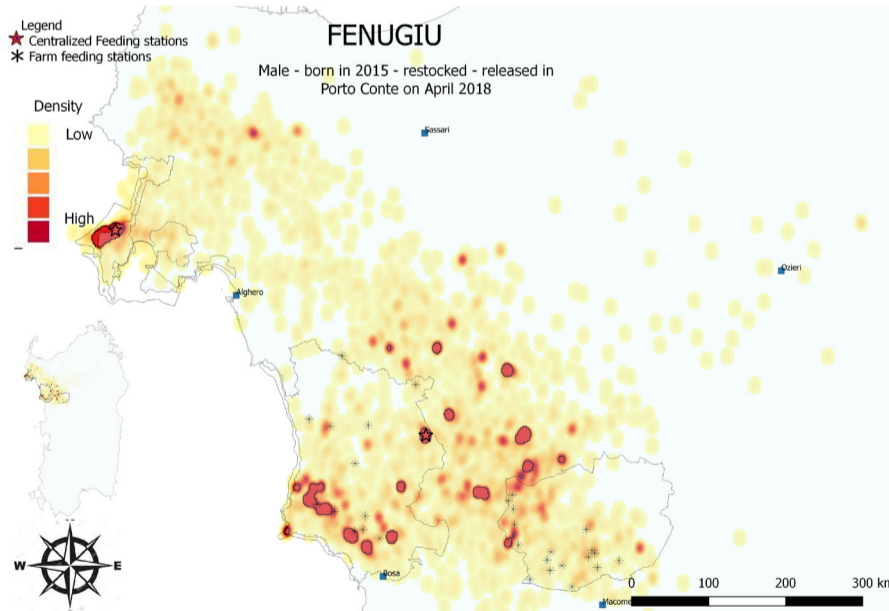 Legend
Centralized Feeding stations
Farm feeding stations
FENUGIU
Male - born in 2015 - restocked - released in
Porto Conte on April 2018
Density
Low
High
Sassari
Ozieri
Alghero
Bosa
Macome
W
E
0 100 200 300 km